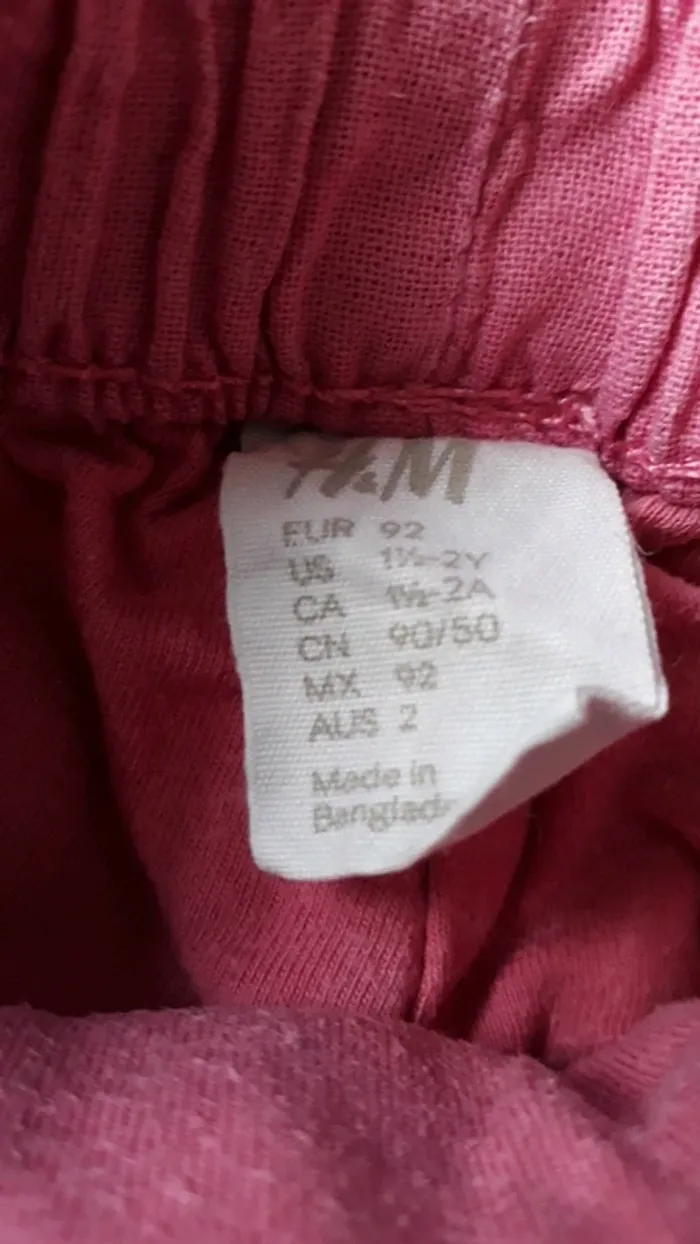 H&M
EUR 92
US 1½-2Y
CA 1½-2A
CN 90/50
MX 92
AUS 2
Made in
Banglad